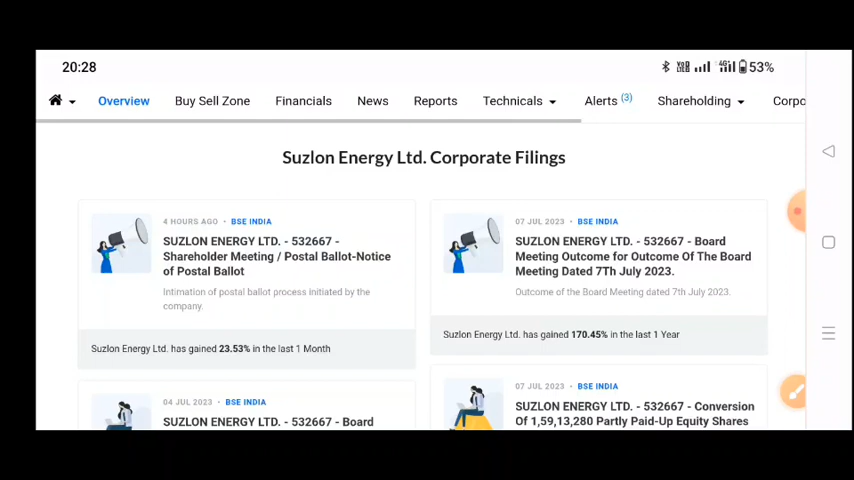 20:28
53%
Overview Buy Sell Zone Financials News Reports Technicals Alerts (3) Shareholding Corpo
Suzlon Energy Ltd. Corporate Filings
4 HOURS AGO • BSE INDIA
SUZLON ENERGY LTD. - 532667 -
Shareholder Meeting / Postal Ballot-Notice
of Postal Ballot
Intimation of postal ballot process initiated by the
company.
Suzlon Energy Ltd. has gained 23.53% in the last 1 Month
07 JUL 2023 • BSE INDIA
SUZLON ENERGY LTD. - 532667 - Board
Meeting Outcome for Outcome Of The Board
Meeting Dated 7Th July 2023.
Outcome of the Board Meeting dated 7th July 2023.
Suzlon Energy Ltd. has gained 170.45% in the last 1 Year
04 JUL 2023 • BSE INDIA
SUZLON ENERGY LTD. - 532667 - Board
07 JUL 2023 • BSE INDIA
SUZLON ENERGY LTD. - 532667 - Conversion
Of 1,59,13,280 Partly Paid-Up Equity Shares